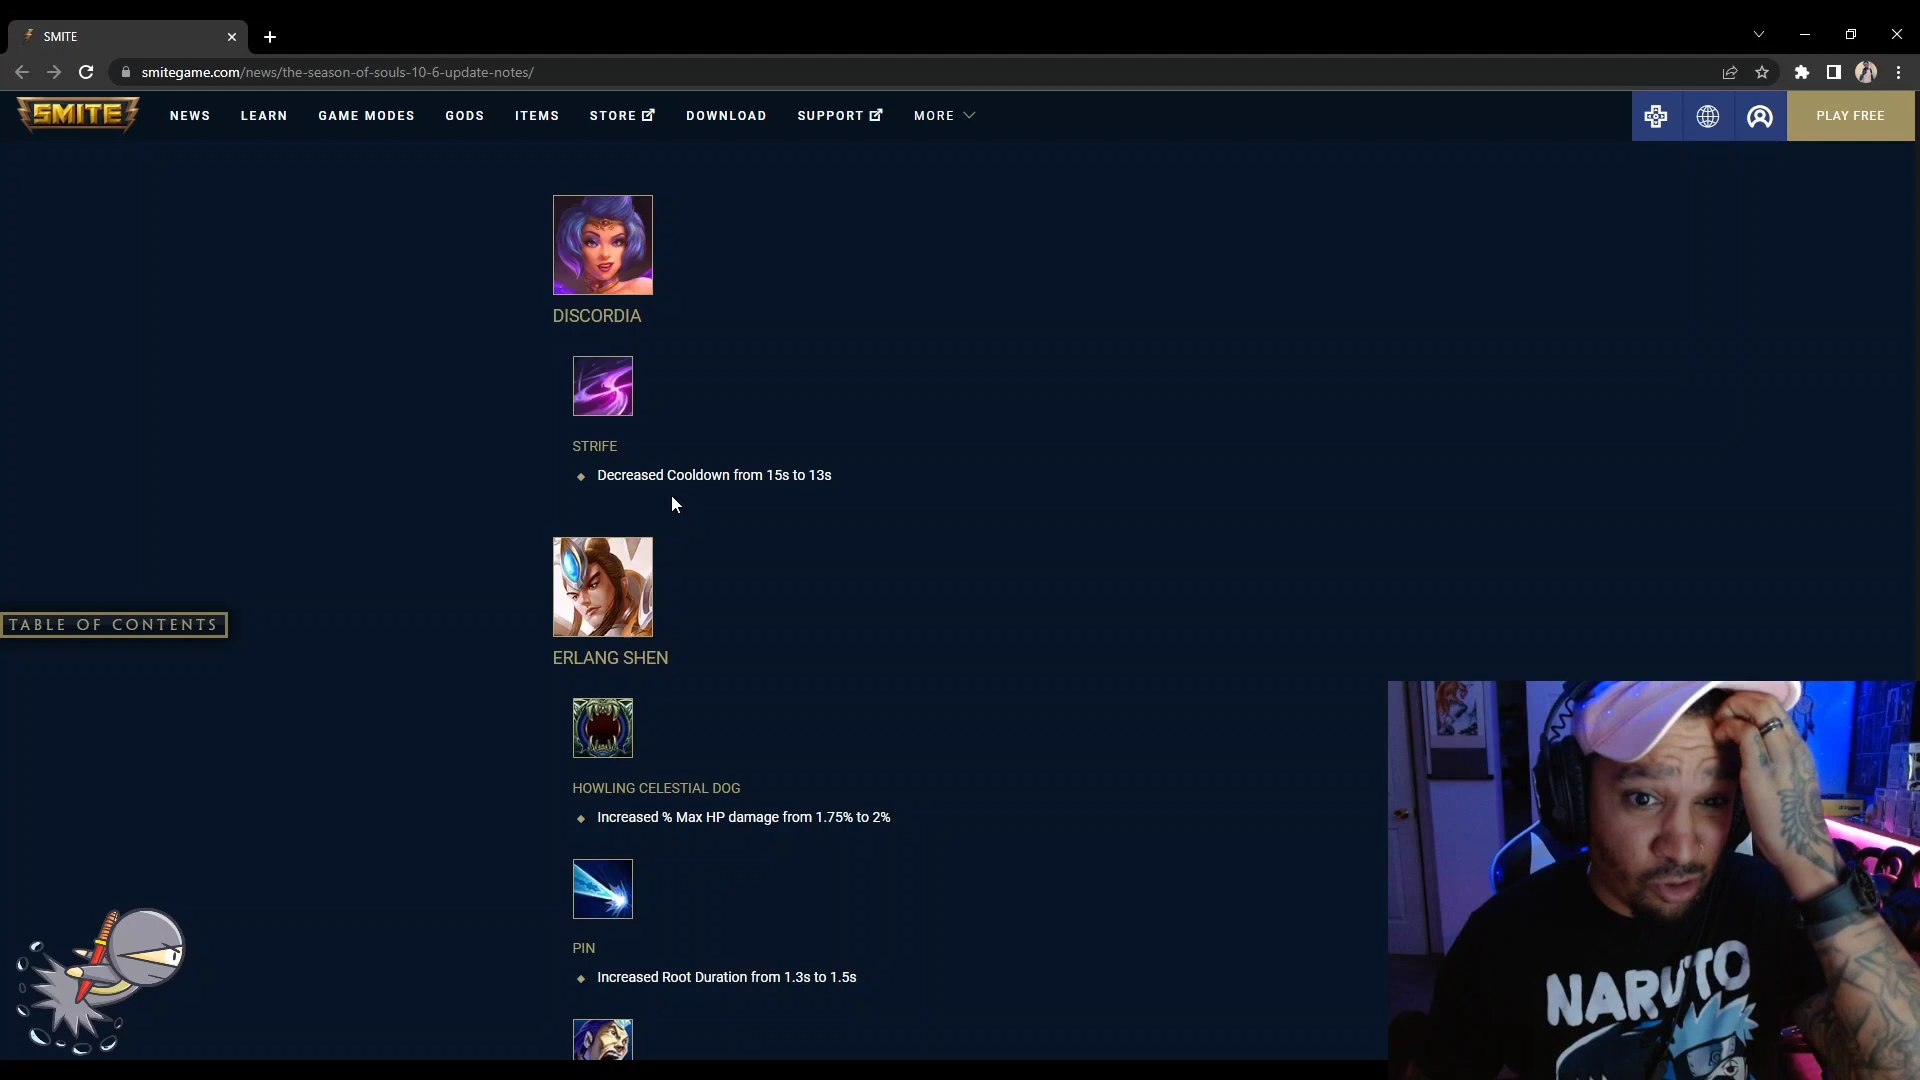 SMITE
smitegame.com/news/the-season-of-souls-10-6-update-notes/
SMITE
NEWS
LEARN
GAME MODES
GODS
ITEMS
STORE
DOWNLOAD
SUPPORT
MORE
PLAY FREE
DISCORDIA
STRIFE
Decreased Cooldown from 15s to 13s
TABLE OF CONTENTS
ERLANG SHEN
HOWLING CELESTIAL DOG
Increased % Max HP damage from 1.75% to 2%
PIN
Increased Root Duration from 1.3s to 1.5s
NARUTO